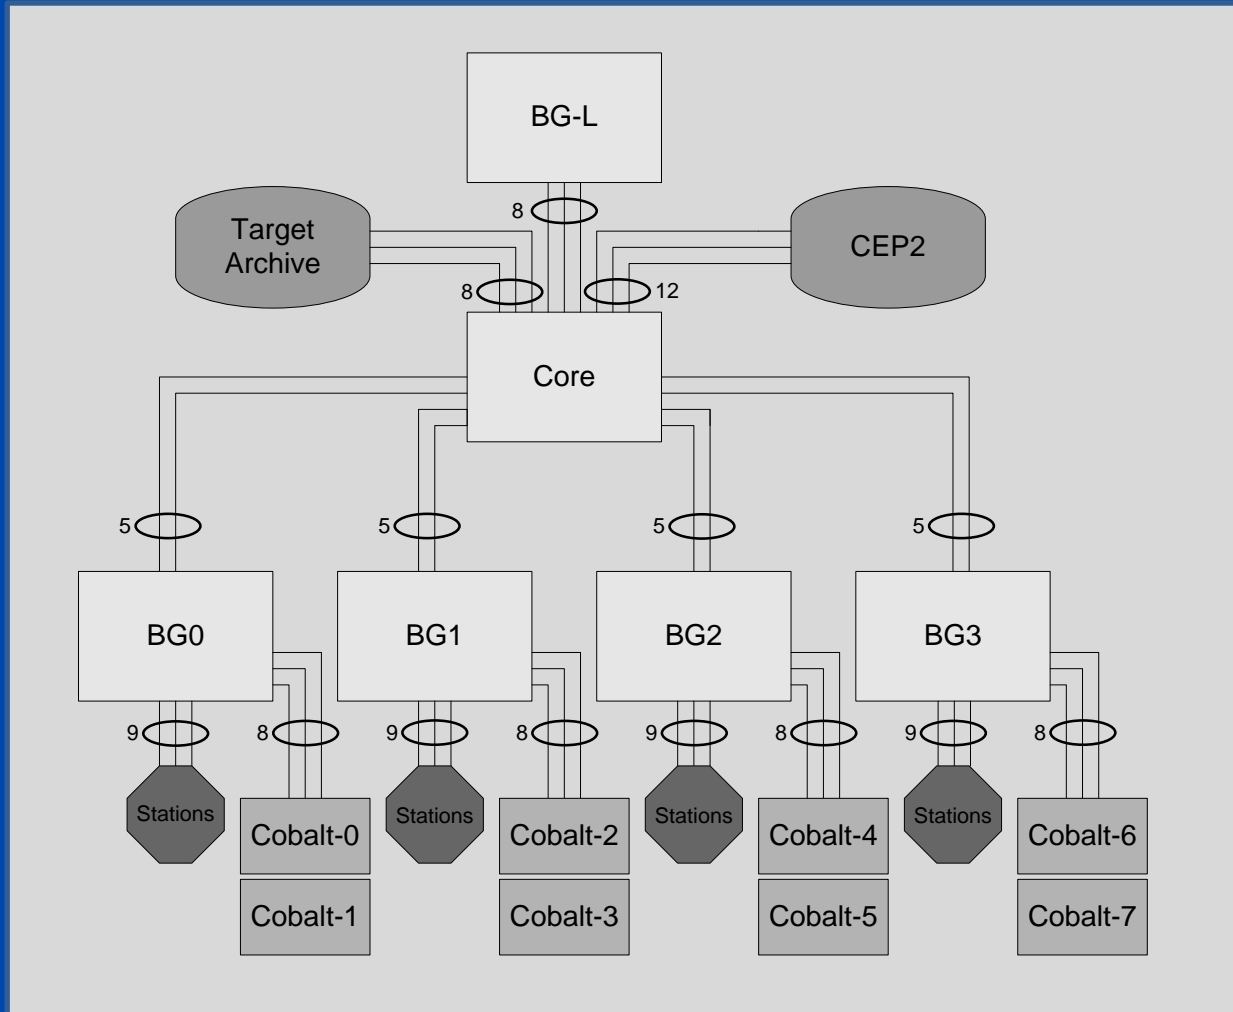 BG-L
8
Target
Archive
CEP2
8
12
Core
5
5
5
5
BG0
BG1
BG2
BG3
9
8
9
8
9
8
9
8
Stations
Stations
Stations
Stations
Cobalt-0
Cobalt-2
Cobalt-4
Cobalt-6
Cobalt-1
Cobalt-3
Cobalt-5
Cobalt-7